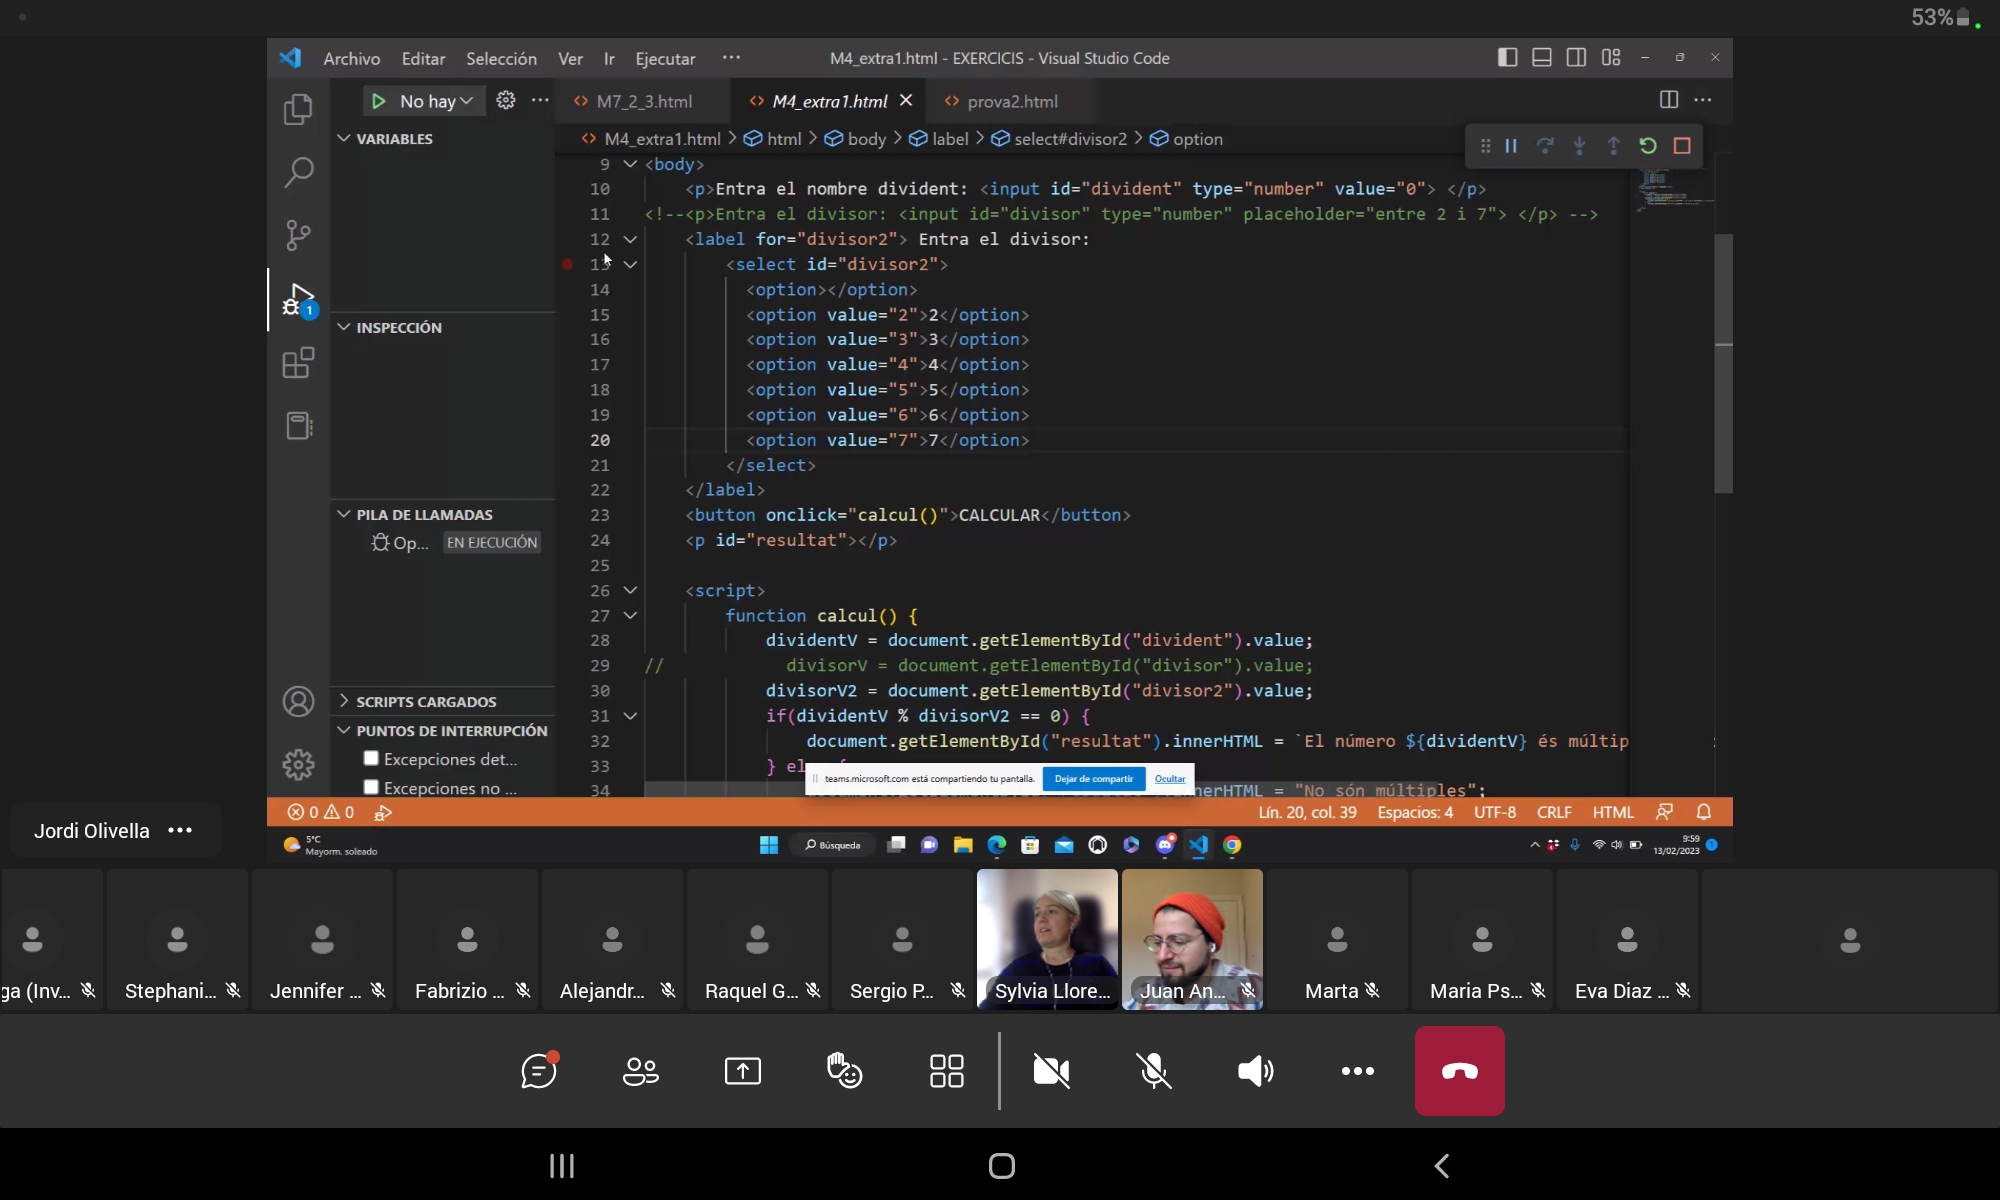 53%
Archivo Editar Selección Ver Ir Ejecutar ··· M4_extra1.html - EXERCICIS - Visual Studio Code
No hay
M7_2_3.html M4_extra1.html prova2.html
VARIABLES
M4_extra1.html > html > body > label > select#divisor2 > option
9 <body>
10 <p>Entra el nombre divident: <input id="divident" type="number" value="0"> </p>
11 <!--<p>Entra el divisor: <input id="divisor" type="number" placeholder="entre 2 i 7"> </p> -->
12 <label for="divisor2"> Entra el divisor:
13 <select id="divisor2">
14 <option></option>
15 <option value="2">2</option>
INSPECCIÓN
16 <option value="3">3</option>
17 <option value="4">4</option>
18 <option value="5">5</option>
19 <option value="6">6</option>
20 <option value="7">7</option>
21 </select>
22 </label>
PILA DE LLAMADAS
23 <button onclick="calcul()">CALCULAR</button>
Op... EN EJECUCIÓN
24 <p id="resultat"></p>
25
26 <script>
27 function calcul() {
28 dividentV = document.getElementById("divident").value;
29 // divisorV = document.getElementById("divisor").value;
30 divisorV2 = document.getElementById("divisor2").value;
SCRIPTS CARGADOS
31 if(dividentV % divisorV2 == 0) {
PUNTOS DE INTERRUPCIÓN
32 document.getElementById("resultat").innerHTML = `El número ${dividentV} és múltip
Excepciones det...
33 } el
teams.microsoft.com está compartiendo tu pantalla. Dejar de compartir Ocultar
Excepciones no ...
34 nerHTML = "No són múltiples";
0 0 Lín. 20, col. 39 Espacios: 4 UTF-8 CRLF HTML
Jordi Olivella ···
5°C
Mayorm. soleado
Búsqueda
9:59
13/02/2023
1
ga (Inv... Stephani... Jennifer ... Fabrizio ... Alejandr... Raquel G... Sergio P... Sylvia Llore... Juan An... Marta Maria Ps... Eva Diaz ...